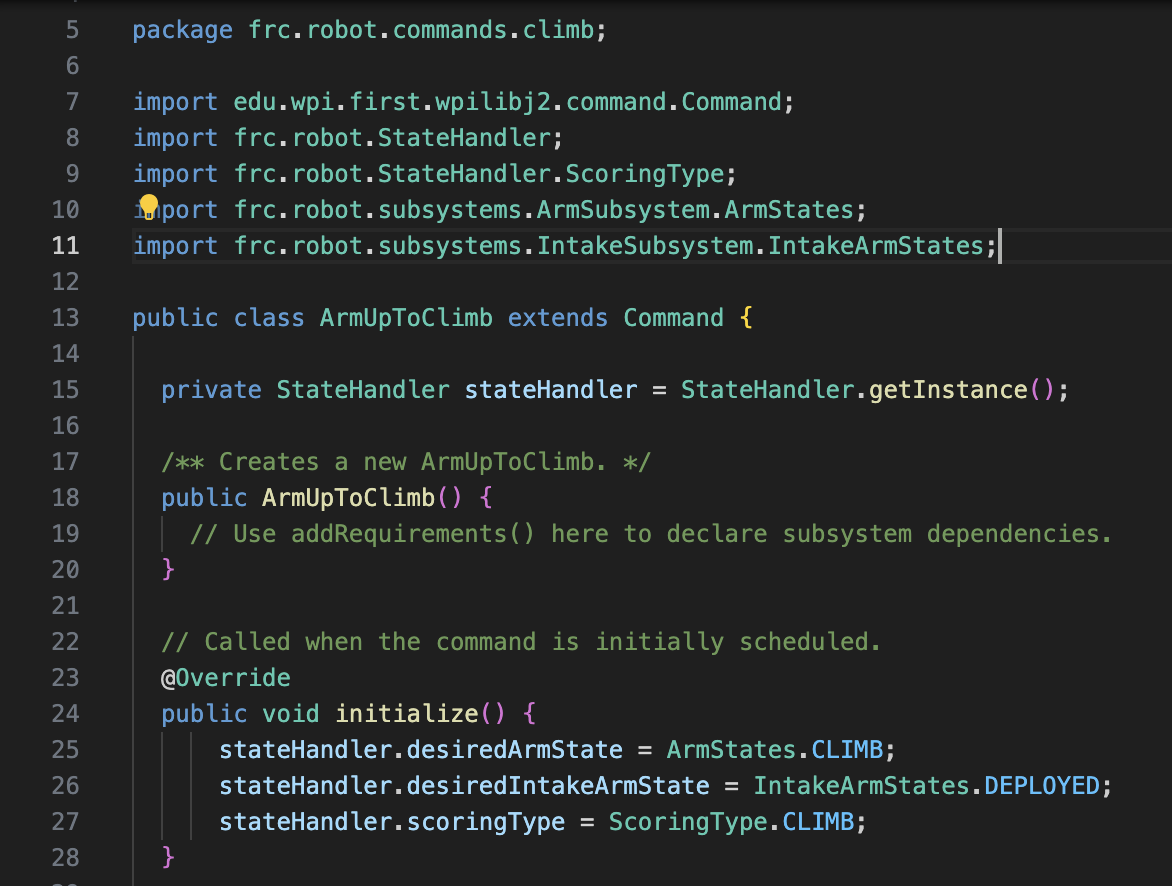 5 package frc.robot.commands.climb;
6
7 import edu.wpi.first.wpilibj2.command.Command;
8 import frc.robot.StateHandler;
9 import frc.robot.StateHandler.ScoringType;
10 import frc.robot.subsystems.ArmSubsystem.ArmStates;
11 import frc.robot.subsystems.IntakeSubsystem.IntakeArmStates;
12
13 public class ArmUpToClimb extends Command {
14
15 private StateHandler stateHandler = StateHandler.getInstance();
16
17 /** Creates a new ArmUpToClimb. */
18 public ArmUpToClimb() {
19 // Use addRequirements() here to declare subsystem dependencies.
20 }
21
22 // Called when the command is initially scheduled.
23 @Override
24 public void initialize() {
25 stateHandler.desiredArmState = ArmStates.CLIMB;
26 stateHandler.desiredIntakeArmState = IntakeArmStates.DEPLOYED;
27 stateHandler.scoringType = ScoringType.CLIMB;
28 }